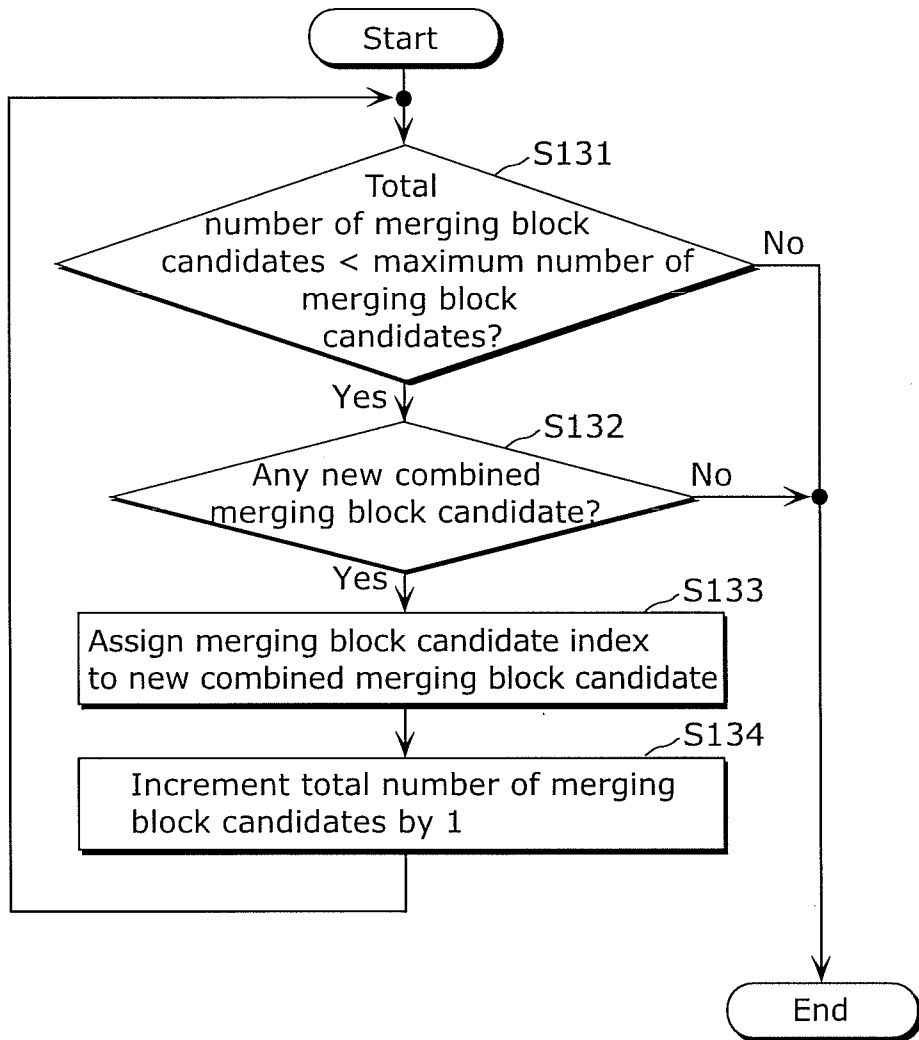 Start
S131
Total
number of merging block
candidates < maximum number of
merging block
candidates?
No
Yes
S132
Any new combined
merging block candidate?
No
Yes
S133
Assign merging block candidate index
to new combined merging block candidate
S134
Increment total number of merging
block candidates by 1
End